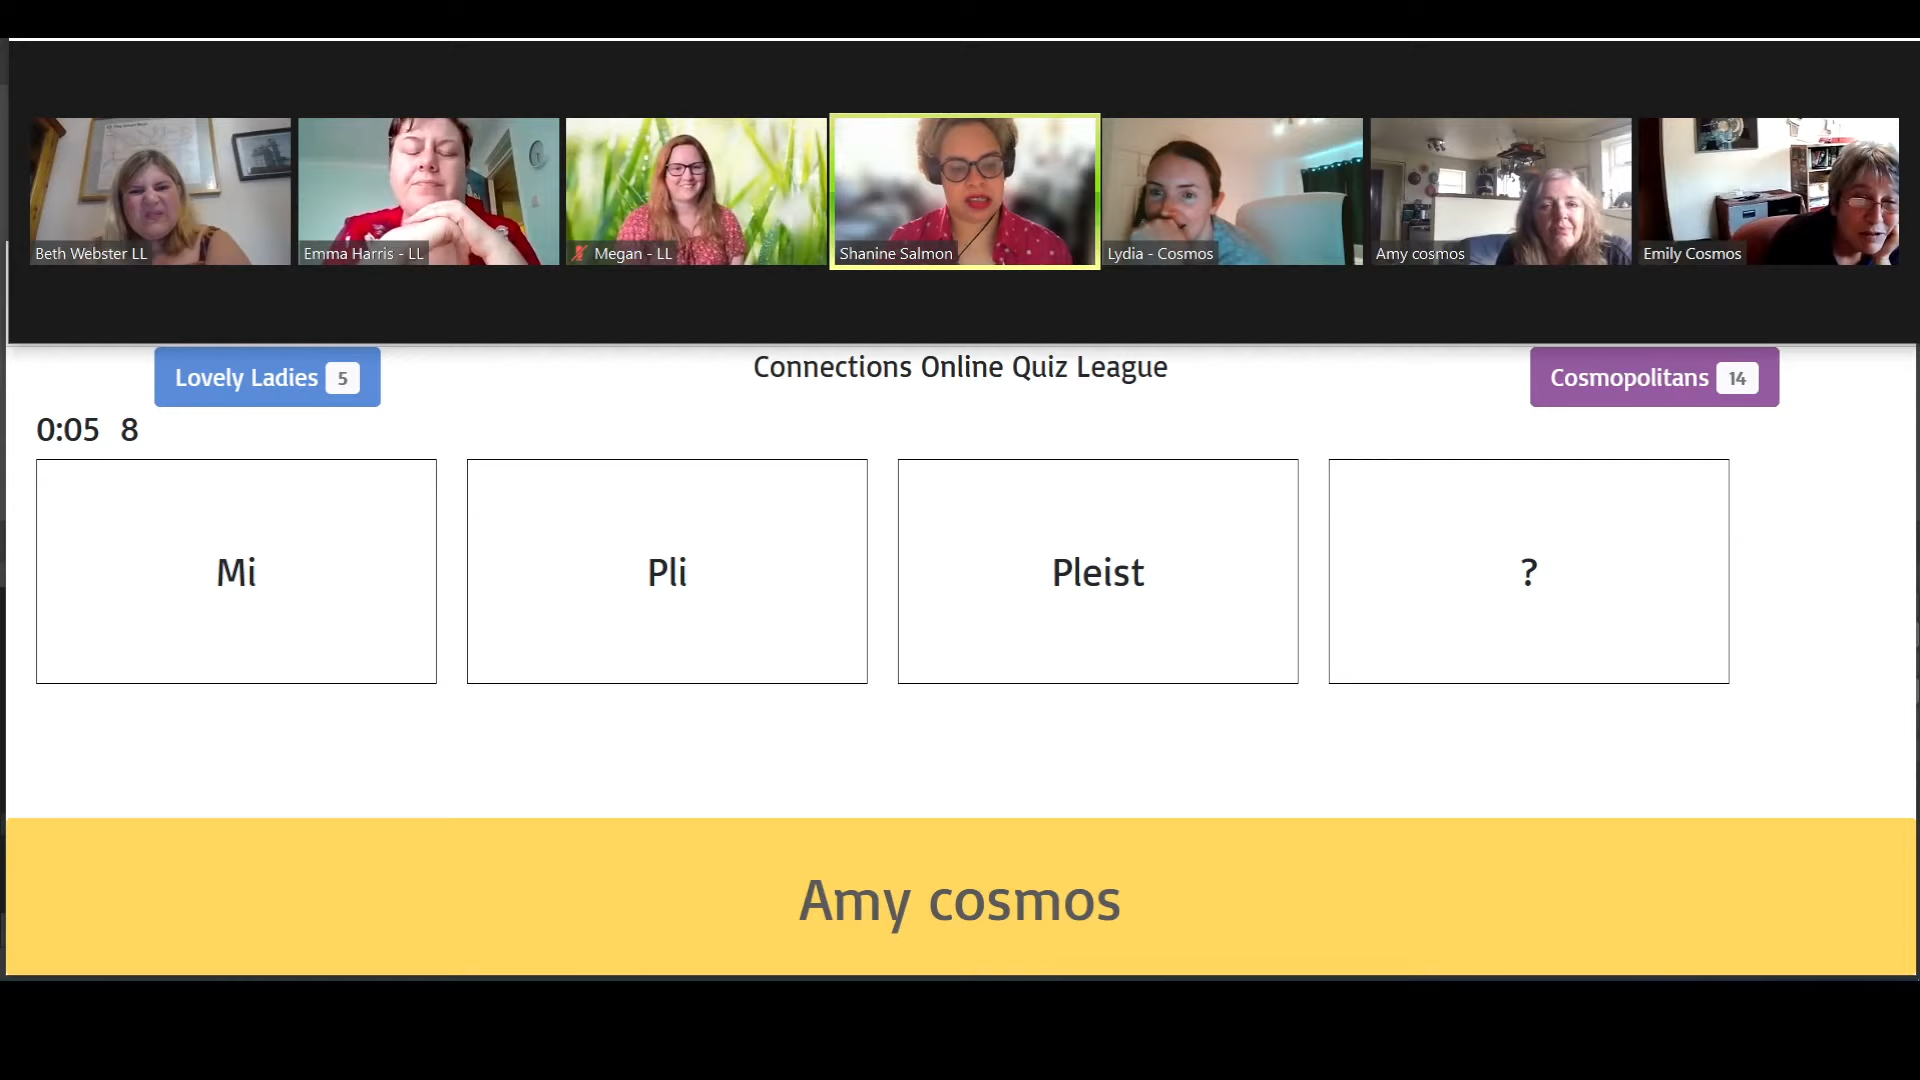 Beth Webster LL
Emma Harris - LL
Megan - LL
Shanine Salmon
Lydia - Cosmos
Amy cosmos
Emily Cosmos
Lovely Ladies 5
Connections Online Quiz League
Cosmopolitans 14
0:05 8
Mi
Pli
Pleist
?
Amy cosmos